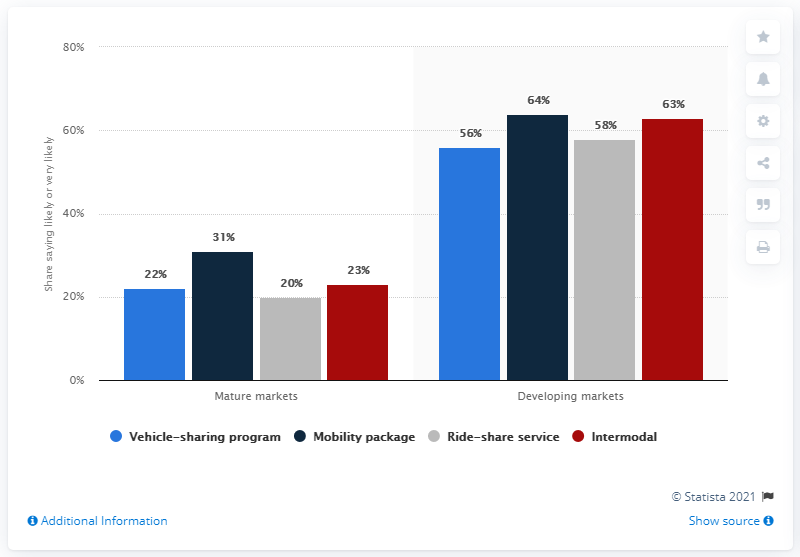 80%
60%
40%
20%
0%
Share saying likely or very likely
22%
31%
20%
23%
56%
64%
58%
63%
Mature markets
Developing markets
Vehicle-sharing program
Mobility package
Ride-share service
Intermodal
© Statista 2021
Additional Information
Show source